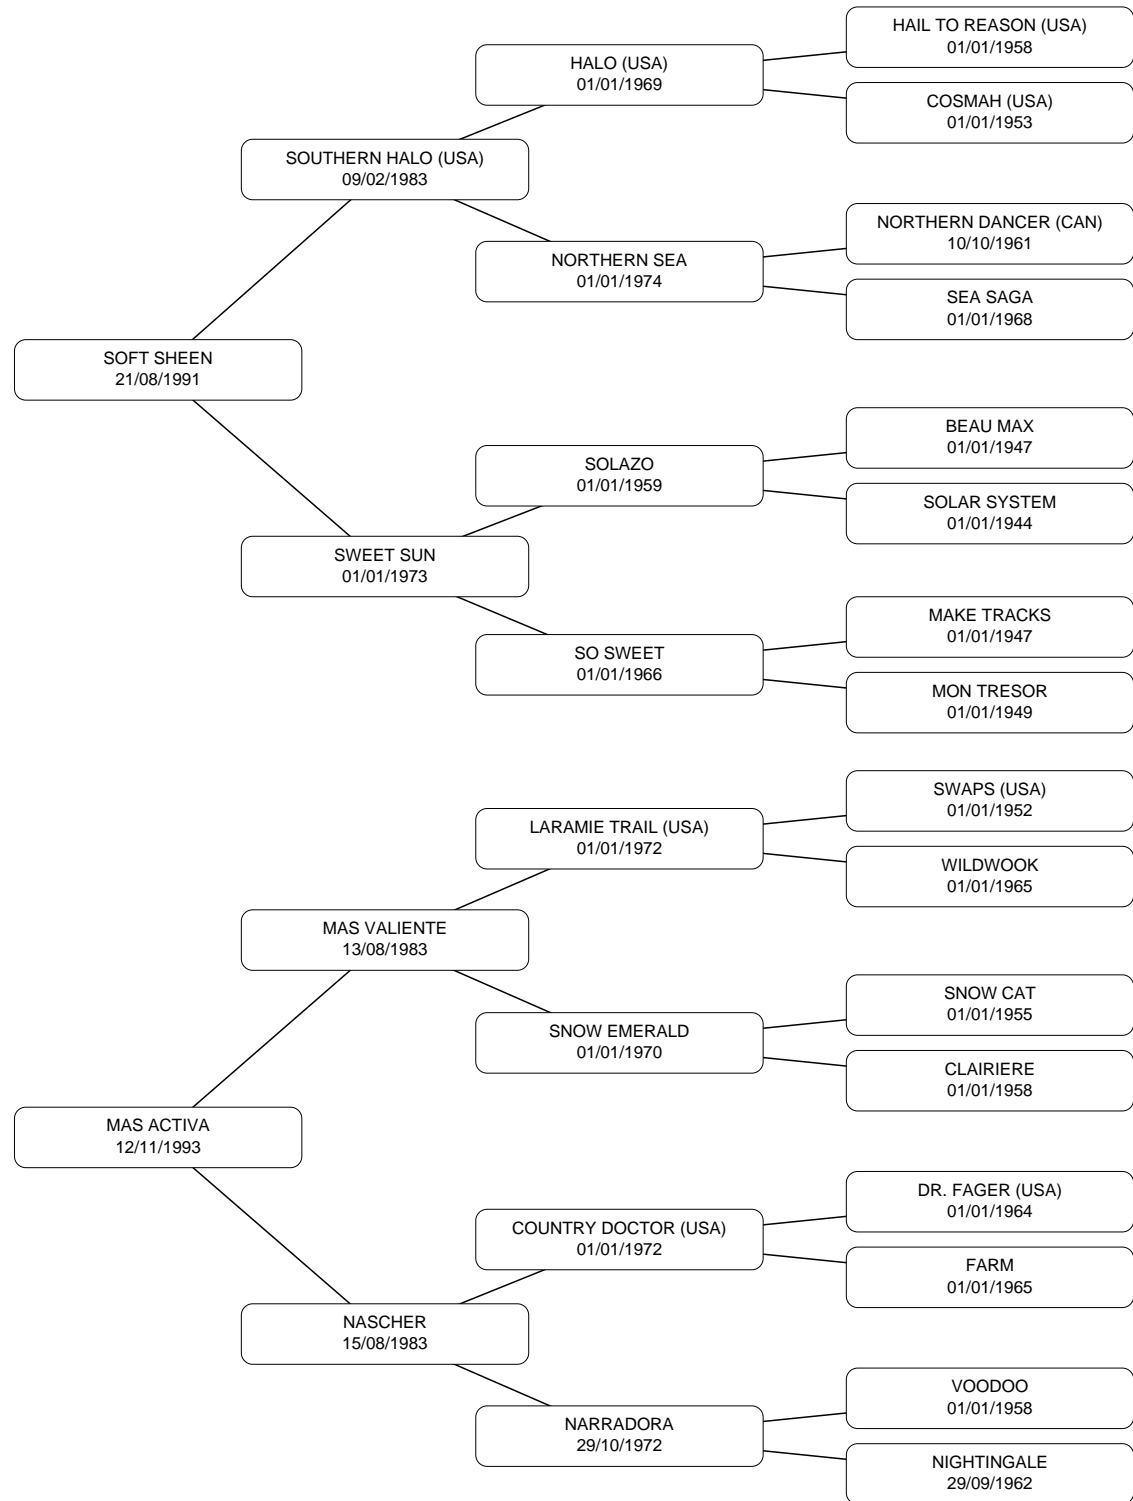 HAIL TO REASON (USA)
01/01/1958
HALO (USA)
01/01/1969
COSMAH (USA)
01/01/1953
SOUTHERN HALO (USA)
09/02/1983
NORTHERN DANCER (CAN)
10/10/1961
NORTHERN SEA
01/01/1974
SEA SAGA
01/01/1968
SOFT SHEEN
21/08/1991
BEAU MAX
01/01/1947
SOLAZO
01/01/1959
SOLAR SYSTEM
01/01/1944
SWEET SUN
01/01/1973
MAKE TRACKS
01/01/1947
SO SWEET
01/01/1966
MON TRESOR
01/01/1949
SWAPS (USA)
01/01/1952
LARAMIE TRAIL (USA)
01/01/1972
WILDWOOK
01/01/1965
MAS VALIENTE
13/08/1983
SNOW CAT
01/01/1955
SNOW EMERALD
01/01/1970
CLAIRIERE
01/01/1958
MAS ACTIVA
12/11/1993
DR. FAGER (USA)
01/01/1964
COUNTRY DOCTOR (USA)
01/01/1972
FARM
01/01/1965
NASCHER
15/08/1983
VOODOO
01/01/1958
NARRADORA
29/10/1972
NIGHTINGALE
29/09/1962